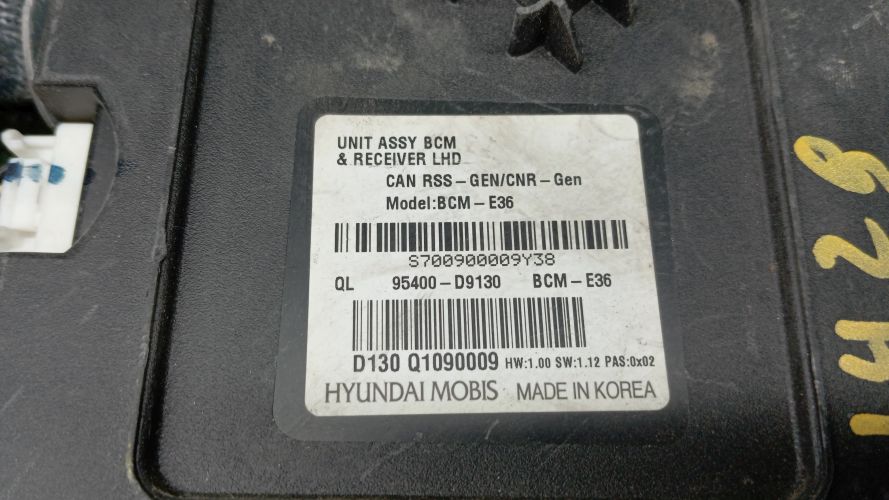 UNIT ASSY BCM
& RECEIVER LHD
CAN RSS-GEN/CNR-Gen
Model:BCM-E36
S700900009Y38
QL 95400-D9130 BCM-E36
D130 Q1090009 HW:1.00 SW:1.12 PAS:0x02
HYUNDAI MOBIS MADE IN KOREA